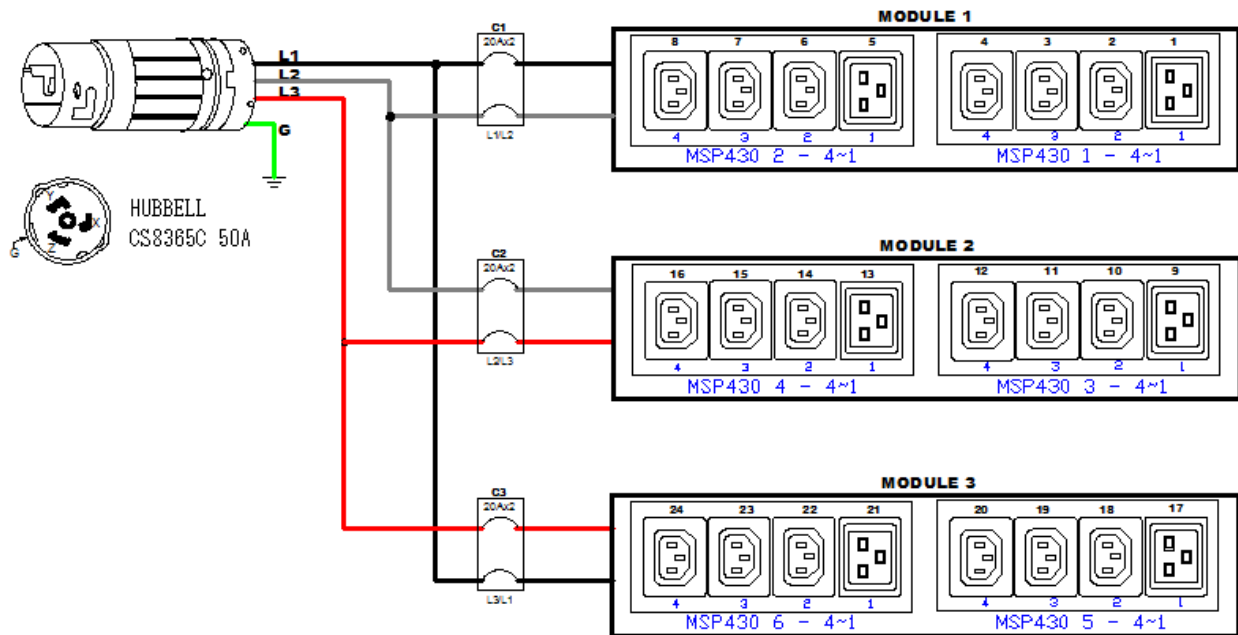 MODULE 1
C1
20Ax2
8 7 6 5 4 3 2 1
L1
L2
L3
G
L1/L2
4 3 2 1 4 3 2 1
MSP430 2 - 4~1 MSP430 1 - 4~1
Y
X
Z
G
HUBBELL
CS8365C 50A
MODULE 2
C2
20Ax2
16 15 14 13 12 11 10 9
L2/L3
4 3 2 1 4 3 2 1
MSP430 4 - 4~1 MSP430 3 - 4~1
MODULE 3
C3
20Ax2
24 23 22 21 20 19 18 17
L3/L1
4 3 2 1 4 3 2 1
MSP430 6 - 4~1 MSP430 5 - 4~1